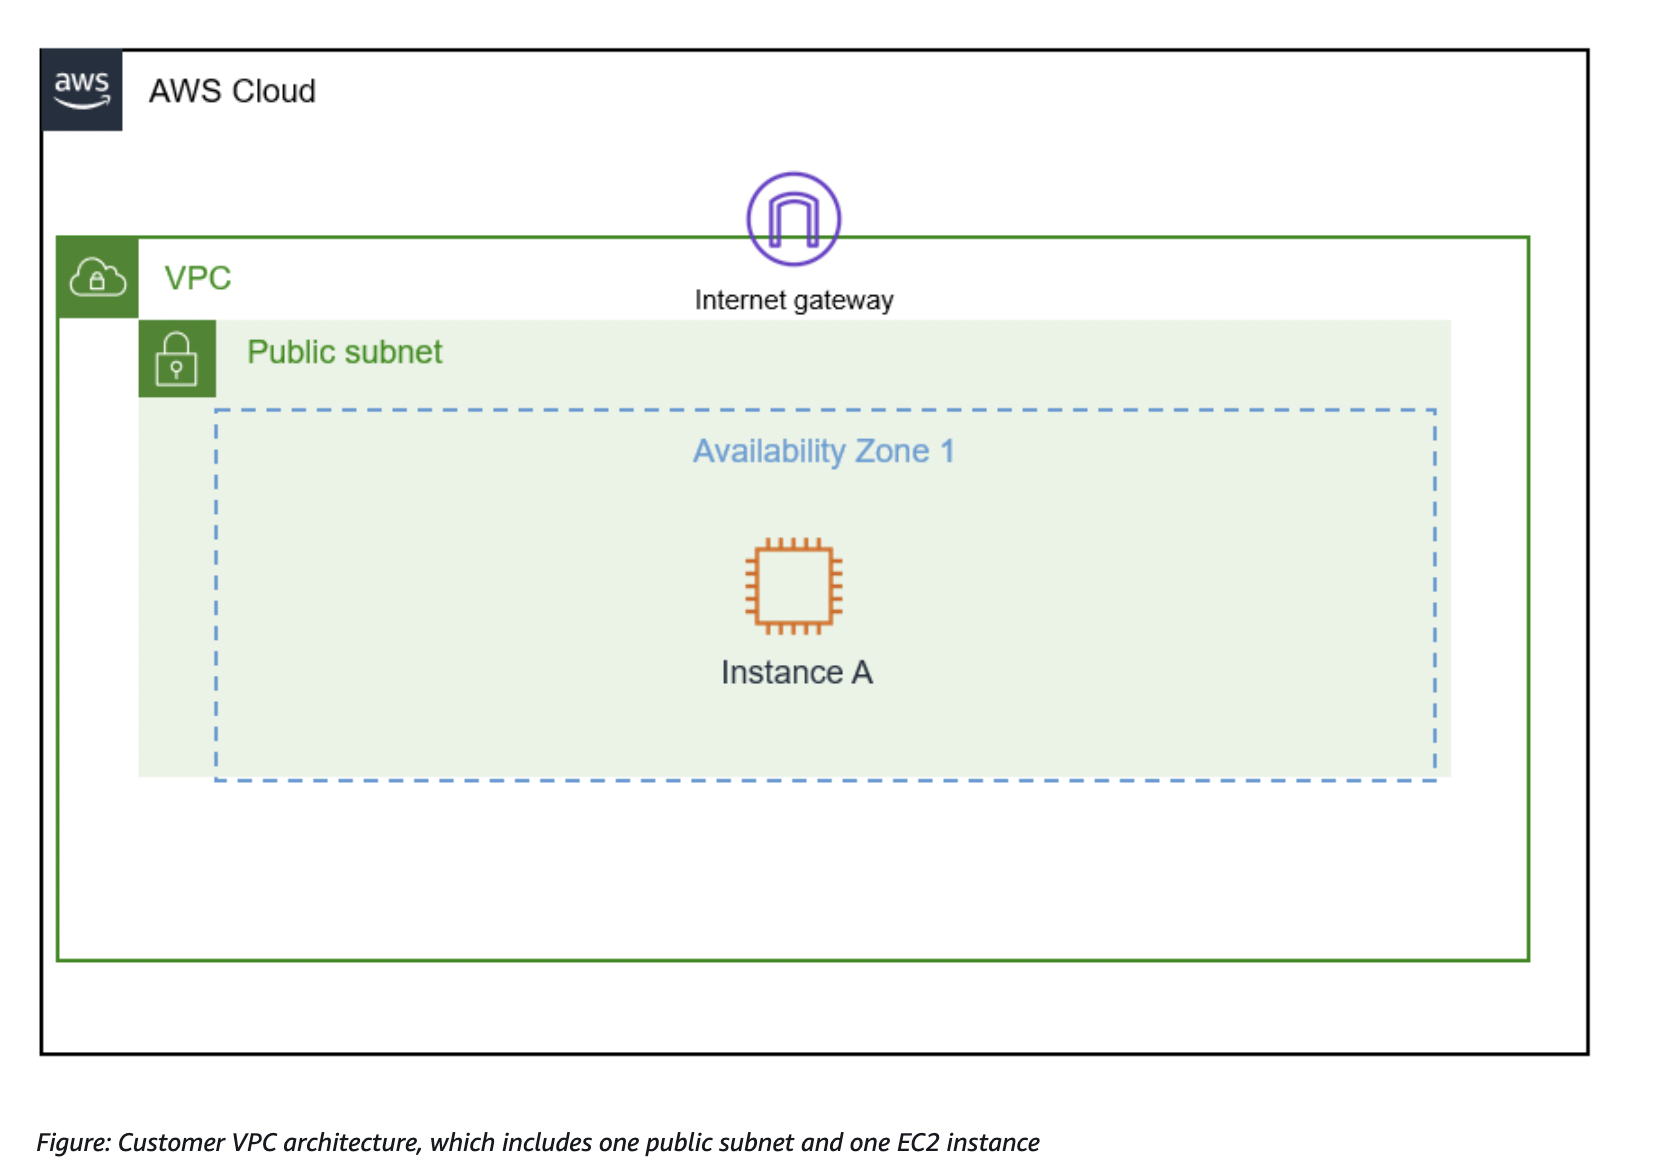 aws
AWS Cloud
Internet gateway
VPC
Public subnet
Availability Zone 1
Instance A
Figure: Customer VPC architecture, which includes one public subnet and one EC2 instance